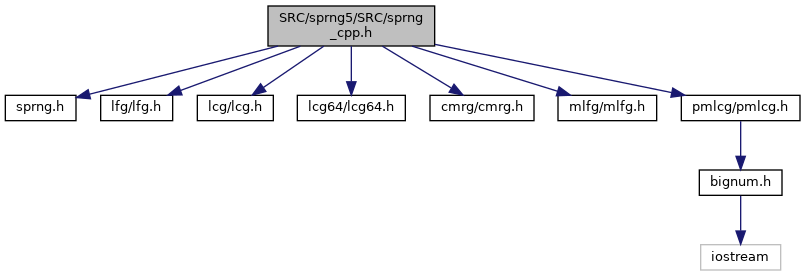 SRC/sprng5/SRC/sprng
_cpp.h
sprng.h
lfg/lfg.h
lcg/lcg.h
lcg64/lcg64.h
cmrg/cmrg.h
mlfg/mlfg.h
pmlcg/pmlcg.h
bignum.h
iostream